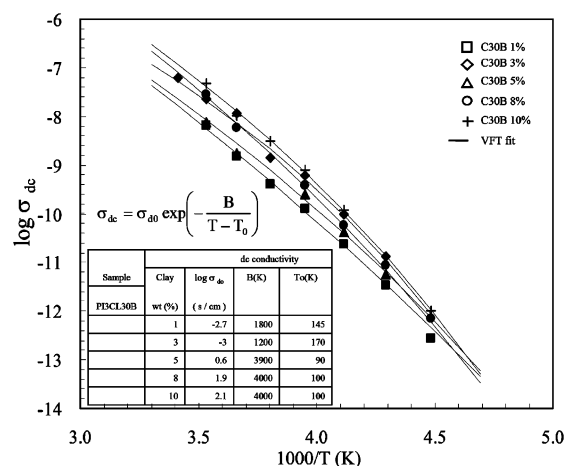 -6
-7
-8
-9
-10
-11
-12
-13
-14
log σ dc
C30B 1%
C30B 3%
C30B 5%
C30B 8%
C30B 10%
VFT fit
σdc = σd0 exp(− B / T − T0)
dc conductivity
Sample Clay log σ dc B(K) To(K)
PI3CL30B wt (%) ( s / cm )
1 -2.7 1800 145
3 -3 1200 170
5 0.6 3900 90
8 1.9 4000 100
10 2.1 4000 100
3.0 3.5 4.0 4.5 5.0
1000/T (K)